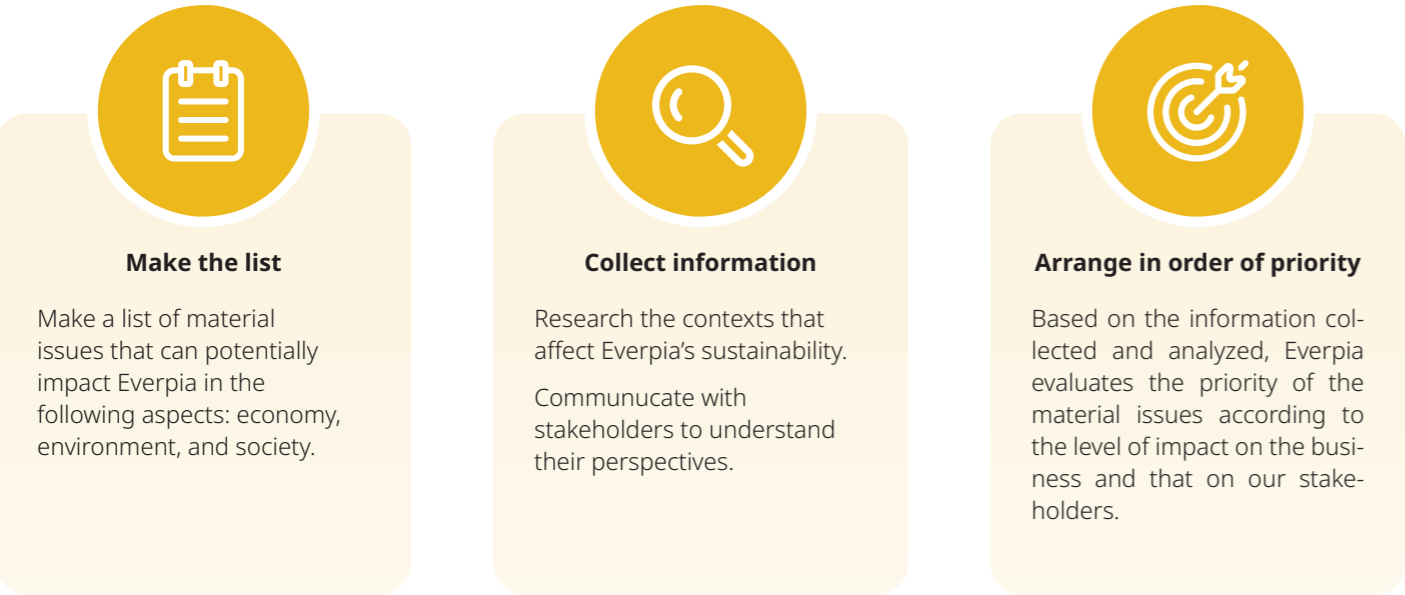 Make the list
Make a list of material
issues that can potentially
impact Everpia in the
following aspects: economy,
environment, and society.
Collect information
Research the contexts that
affect Everpia’s sustainability.
Communucate with
stakeholders to understand
their perspectives.
Arrange in order of priority
Based on the information col-
lected and analyzed, Everpia
evaluates the priority of the
material issues according to
the level of impact on the busi-
ness and that on our stake-
holders.